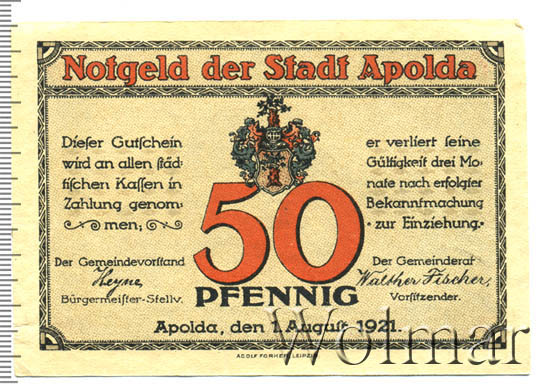 Notgeld der Stadt Apolda
Dieser Gutschein
wird an allen städ-
tischen Kassen in
Zahlung genom-
men;
er verliert seine
Gültigkeit drei Mo-
nate nach erfolgter
Bekanntmachung
zur Einziehung.
50
PFENNIG
Der Gemeindevorstand
Heyne
Bürgermeister-Stellv.
Der Gemeinderat
Walther Fischer,
Vorsitzender.
Apolda, den 1. August 1921.
ADOLF FORKER, LEIPZIG
Wolmar